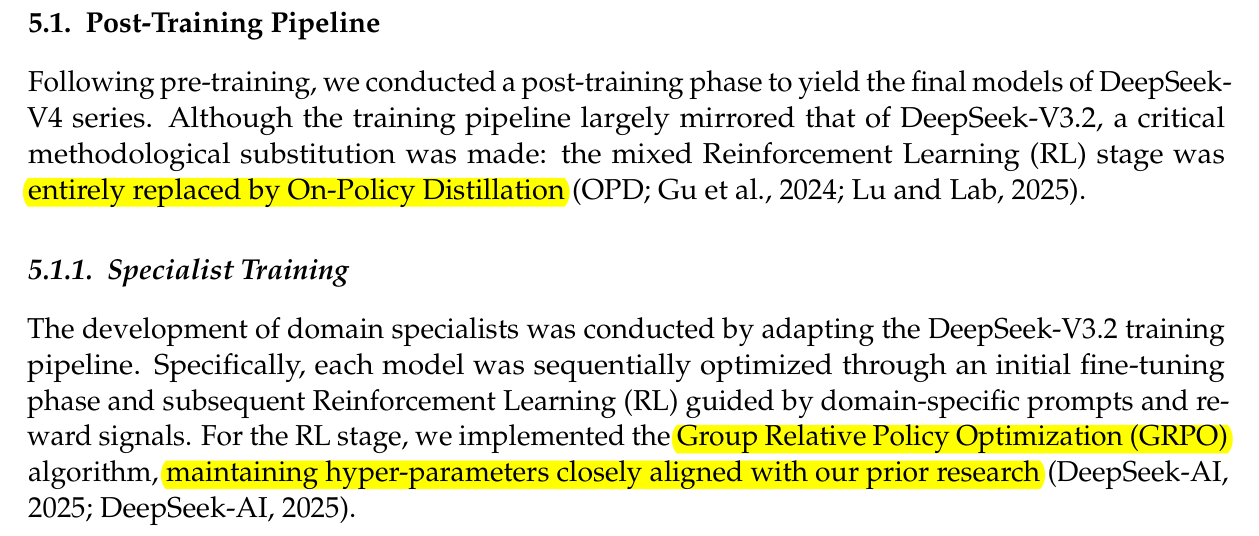 5.1. Post-Training Pipeline
Following pre-training, we conducted a post-training phase to yield the final models of DeepSeek-
V4 series. Although the training pipeline largely mirrored that of DeepSeek-V3.2, a critical
methodological substitution was made: the mixed Reinforcement Learning (RL) stage was
entirely replaced by On-Policy Distillation (OPD; Gu et al., 2024; Lu and Lab, 2025).
5.1.1. Specialist Training
The development of domain specialists was conducted by adapting the DeepSeek-V3.2 training
pipeline. Specifically, each model was sequentially optimized through an initial fine-tuning
phase and subsequent Reinforcement Learning (RL) guided by domain-specific prompts and re-
ward signals. For the RL stage, we implemented the Group Relative Policy Optimization (GRPO)
algorithm, maintaining hyper-parameters closely aligned with our prior research (DeepSeek-AI,
2025; DeepSeek-AI, 2025).